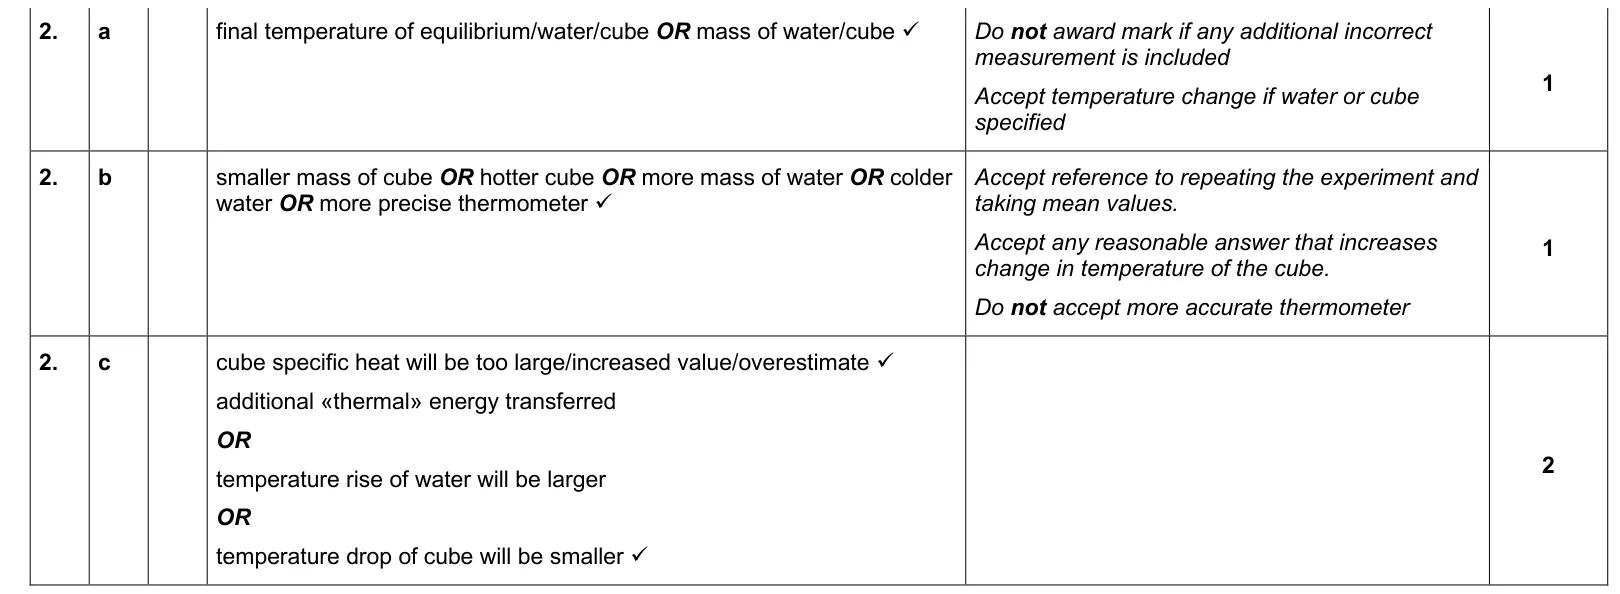 2.
a
final temperature of equilibrium/water/cube OR mass of water/cube ✓
Do not award mark if any additional incorrect
measurement is included
Accept temperature change if water or cube
specified
1
2.
b
smaller mass of cube OR hotter cube OR more mass of water OR colder
water OR more precise thermometer ✓
Accept reference to repeating the experiment and
taking mean values.
Accept any reasonable answer that increases
change in temperature of the cube.
Do not accept more accurate thermometer
1
2.
c
cube specific heat will be too large/increased value/overestimate ✓
additional «thermal» energy transferred
OR
temperature rise of water will be larger
OR
temperature drop of cube will be smaller ✓
2